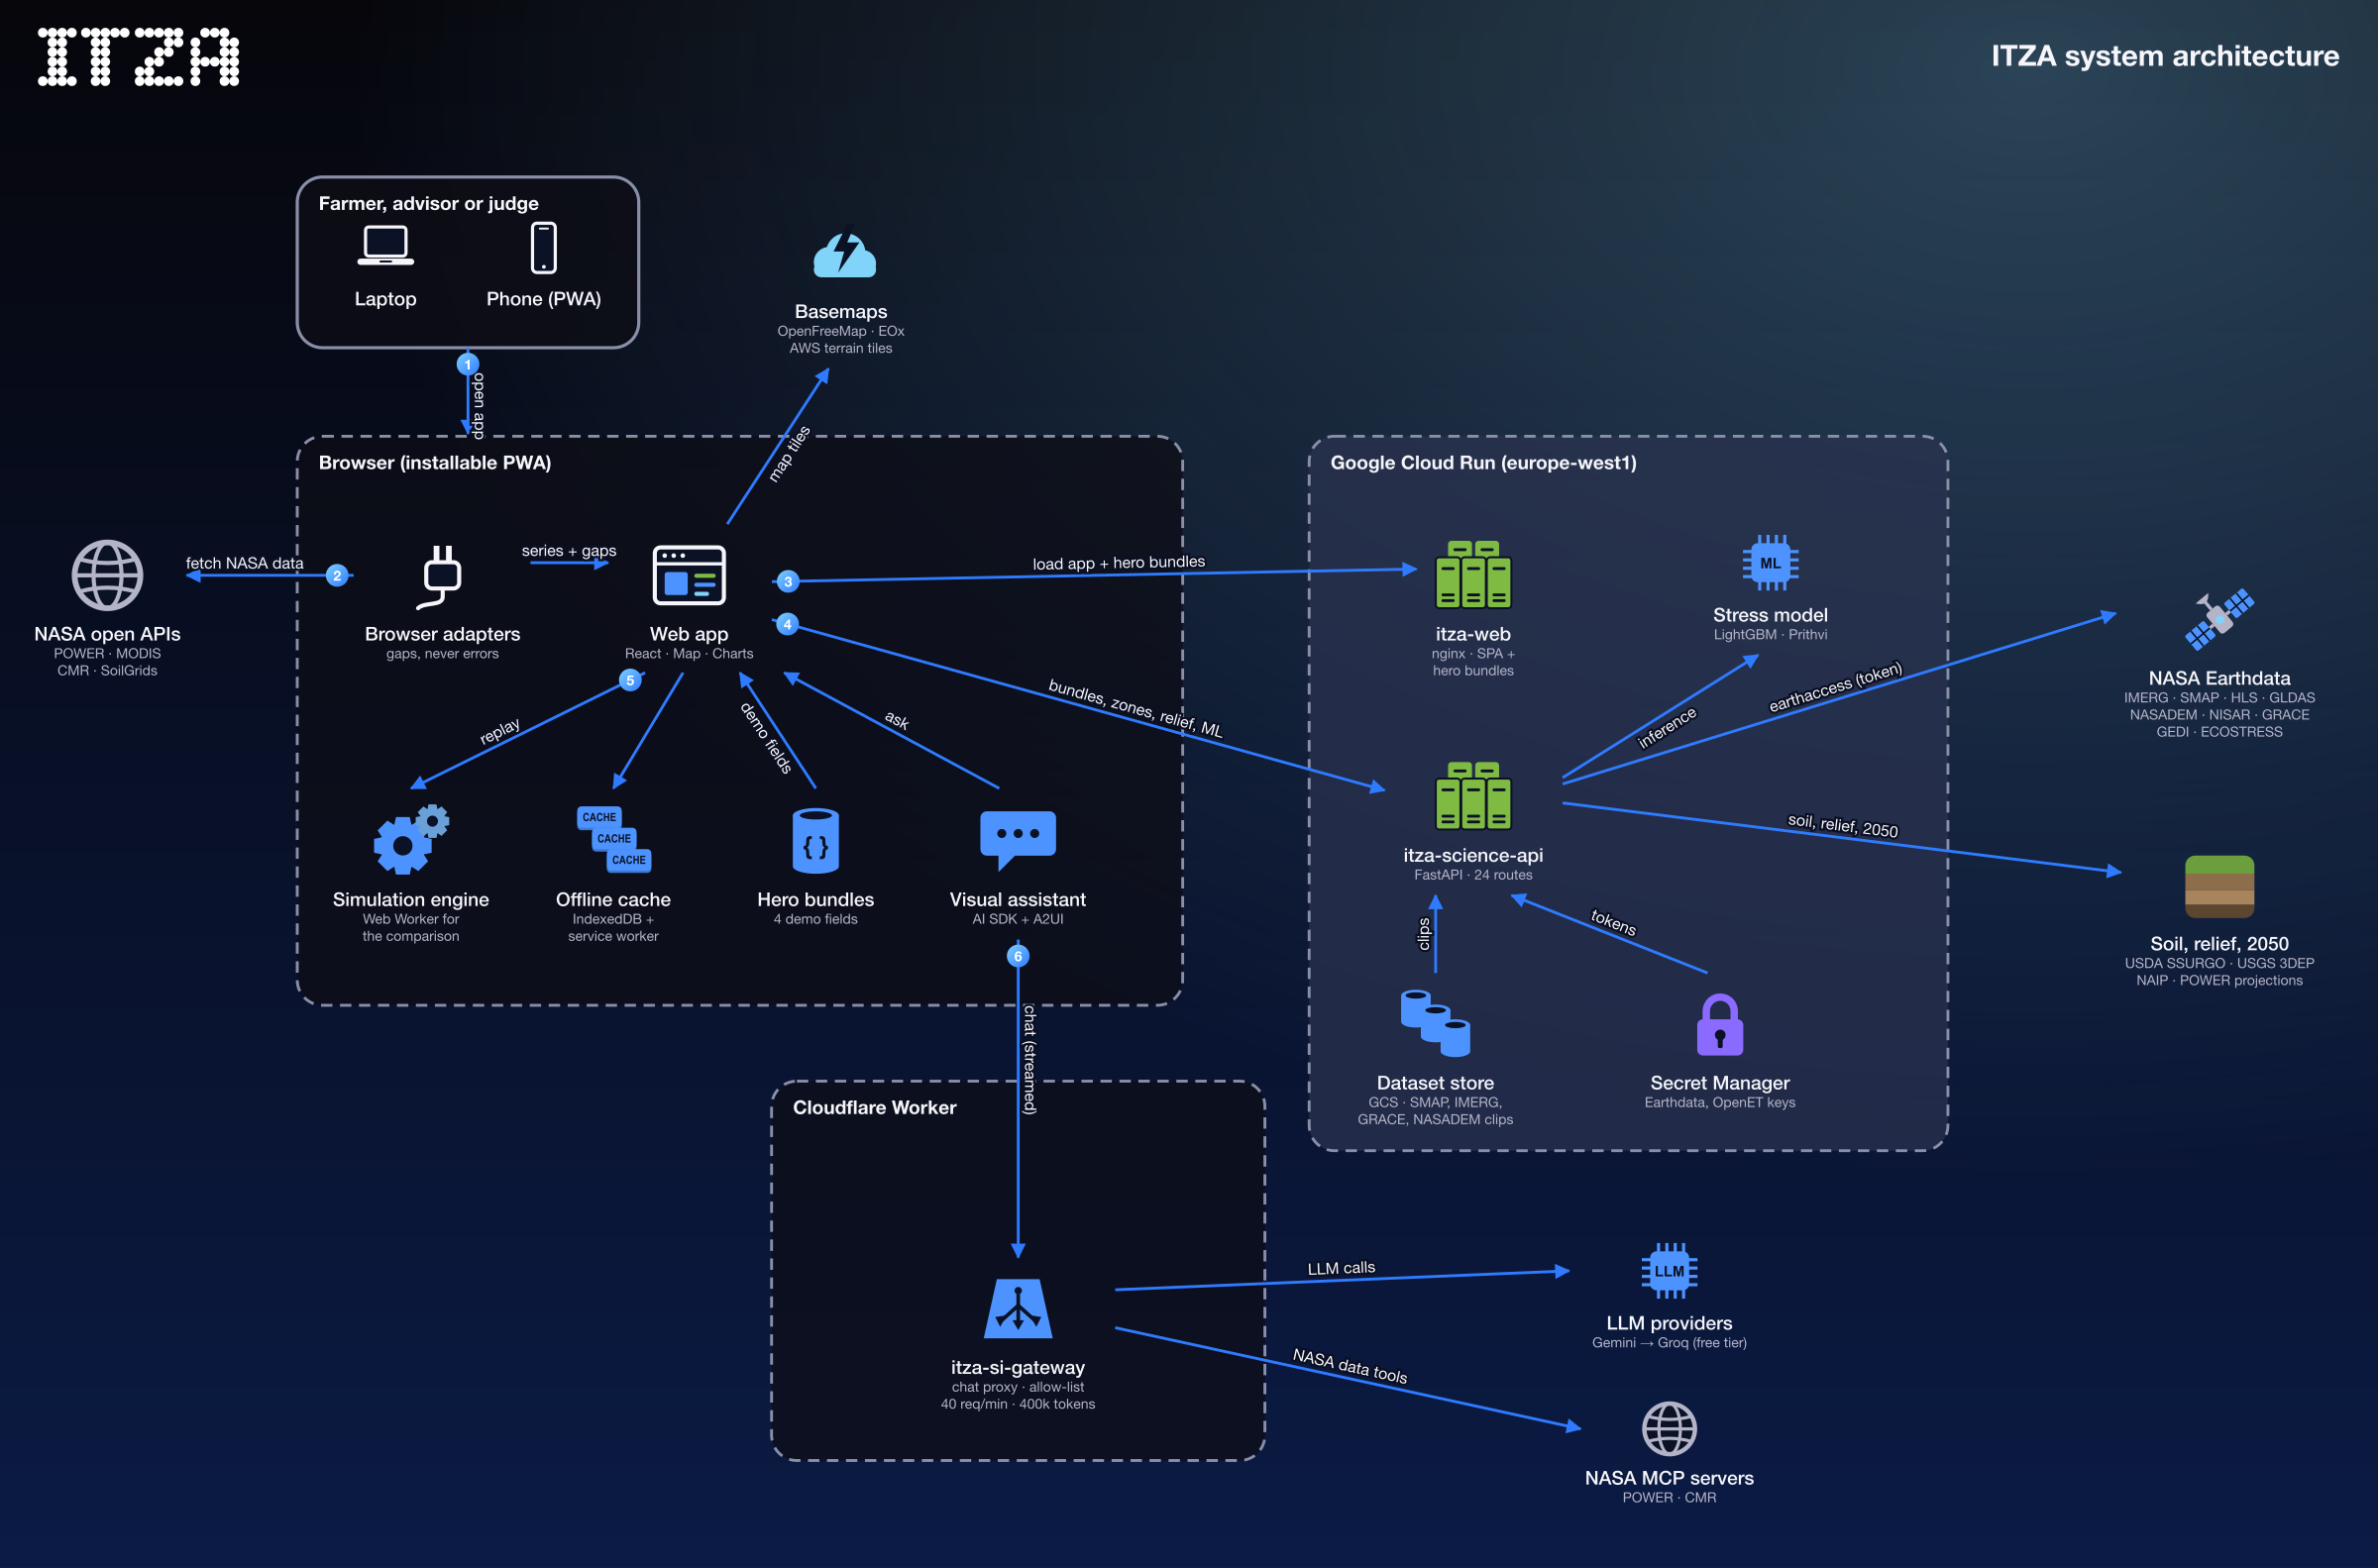 ITZA
ITZA system architecture
Farmer, advisor or judge
Laptop
Phone (PWA)
Basemaps
OpenFreeMap · EOx
AWS terrain tiles
1
open app
map tiles
Browser (installable PWA)
Google Cloud Run (europe-west1)
fetch NASA data
2
series + gaps
3
load app + hero bundles
4
bundles, zones, relief, ML
NASA open APIs
POWER · MODIS
CMR · SoilGrids
Browser adapters
gaps, never errors
Web app
React · Map · Charts
itza-web
nginx · SPA +
hero bundles
ML
Stress model
LightGBM · Prithvi
NASA Earthdata
IMERG · SMAP · HLS · GLDAS
NASADEM · NISAR · GRACE
GEDI · ECOSTRESS
5
replay
demo fields
ask
inference
earthaccess (token)
soil, relief, 2050
CACHE
CACHE
CACHE
{ }
Simulation engine
Web Worker for
the comparison
Offline cache
IndexedDB +
service worker
Hero bundles
4 demo fields
Visual assistant
AI SDK + A2UI
itza-science-api
FastAPI · 24 routes
Soil, relief, 2050
USDA SSURGO · USGS 3DEP
NAIP · POWER projections
clips
tokens
6
chat (streamed)
Dataset store
GCS · SMAP, IMERG,
GRACE, NASADEM clips
Secret Manager
Earthdata, OpenET keys
Cloudflare Worker
itza-si-gateway
chat proxy · allow-list
40 req/min · 400k tokens
LLM calls
NASA data tools
LLM
LLM providers
Gemini → Groq (free tier)
NASA MCP servers
POWER · CMR